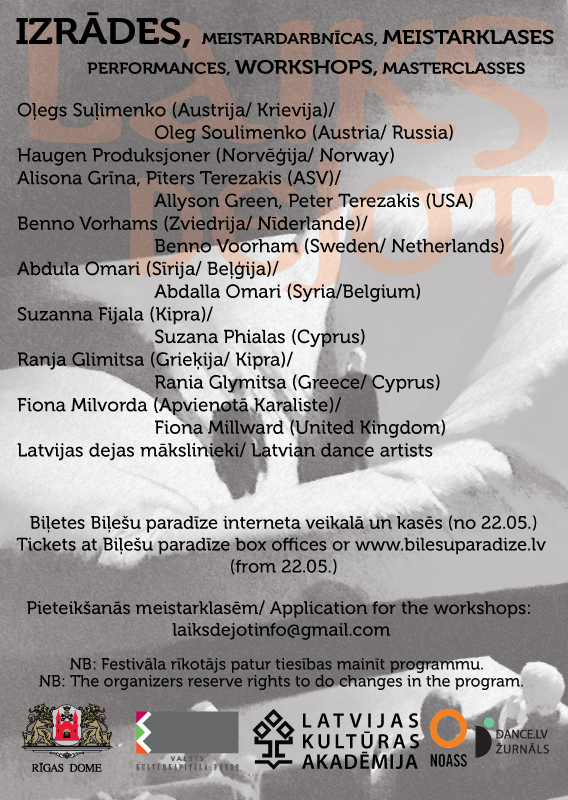 LAIKS
DEJOT
IZRĀDES, MEISTARDARBNĪCAS, MEISTARKLASES
PERFORMANCES, WORKSHOPS, MASTERCLASSES
Oļegs Suļimenko (Austrija/ Krievija)/
Oleg Soulimenko (Austria/ Russia)
Haugen Produksjoner (Norvēģija/ Norway)
Alisona Grīna, Pīters Terezakis (ASV)/
Allyson Green, Peter Terezakis (USA)
Benno Vorhams (Zviedrija/ Nīderlande)/
Benno Voorham (Sweden/ Netherlands)
Abdula Omari (Sīrija/ Beļģija)/
Abdalla Omari (Syria/Belgium)
Suzanna Fijala (Kipra)/
Suzana Phialas (Cyprus)
Ranja Glimitsa (Grieķija/ Kipra)/
Rania Glymitsa (Greece/ Cyprus)
Fiona Milvorda (Apvienotā Karaliste)/
Fiona Millward (United Kingdom)
Latvijas dejas mākslinieki/ Latvian dance artists
Biļetes Biļešu paradīze interneta veikalā un kasēs (no 22.05.)
Tickets at Biļešu paradīze box offices or www.bilesuparadize.lv
(from 22.05.)
Pieteikšanās meistarklasēm/ Application for the workshops:
laiksdejotinfo@gmail.com
NB: Festivāla rīkotājs patur tiesības mainīt programmu.
NB: The organizers reserve rights to do changes in the program.
RĪGAS DOME
VALSTS
KULTŪRKAPITĀLA FONDS
LATVIJAS
KULTŪRAS
AKADĒMIJA
NOASS
DANCE.LV
ŽURNĀLS